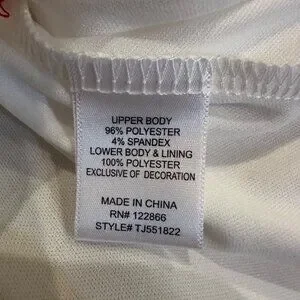 UPPER BODY
96% POLYESTER
4% SPANDEX
LOWER BODY & LINING
100% POLYESTER
EXCLUSIVE OF DECORATION
MADE IN CHINA
RN# 122866
STYLE# TJ551822